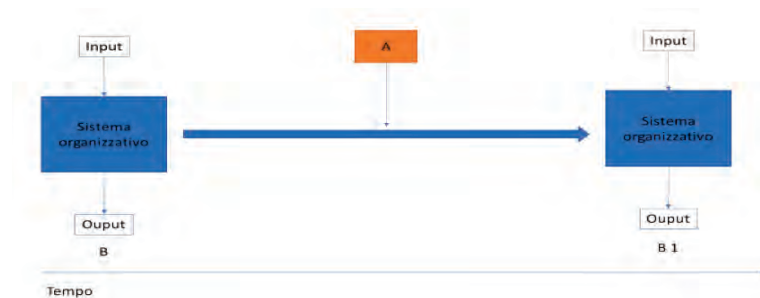 Input
A
Input
Sistema
organizzativo
Sistema
organizzativo
Ouput
Ouput
B
B 1
Tempo